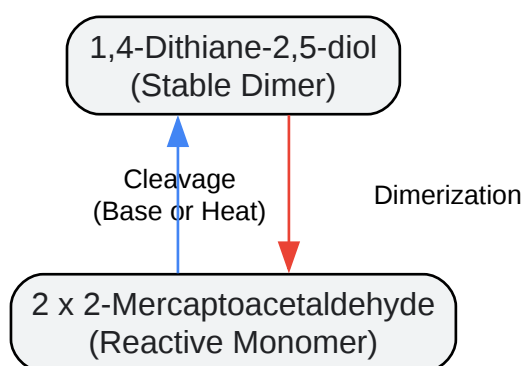 1,4-Dithiane-2,5-diol
(Stable Dimer)
Cleavage
(Base or Heat)
Dimerization
2 x 2-Mercaptoacetaldehyde
(Reactive Monomer)